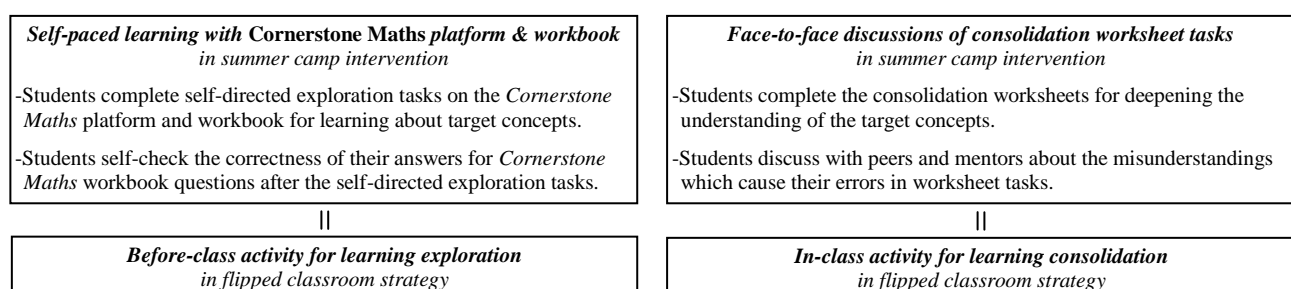 Self-paced learning with Cornerstone Maths platform & workbook
in summer camp intervention
-Students complete self-directed exploration tasks on the Cornerstone
Maths platform and workbook for learning about target concepts.
-Students self-check the correctness of their answers for Cornerstone
Maths workbook questions after the self-directed exploration tasks.
Face-to-face discussions of consolidation worksheet tasks
in summer camp intervention
-Students complete the consolidation worksheets for deepening the
understanding of the target concepts.
-Students discuss with peers and mentors about the misunderstandings
which cause their errors in worksheet tasks.
Before-class activity for learning exploration
in flipped classroom strategy
In-class activity for learning consolidation
in flipped classroom strategy